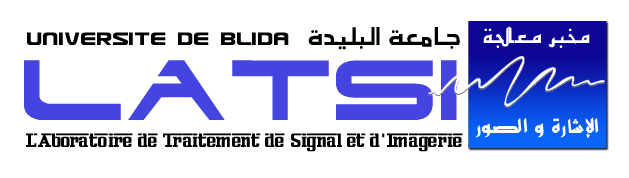 UNIVERSITE DE BLIDA جامعة البليدة
LATSI
L'Aboratoire de Traitement de Signal et d'Imagerie
مخبر معالجة
الإشارة و الصور